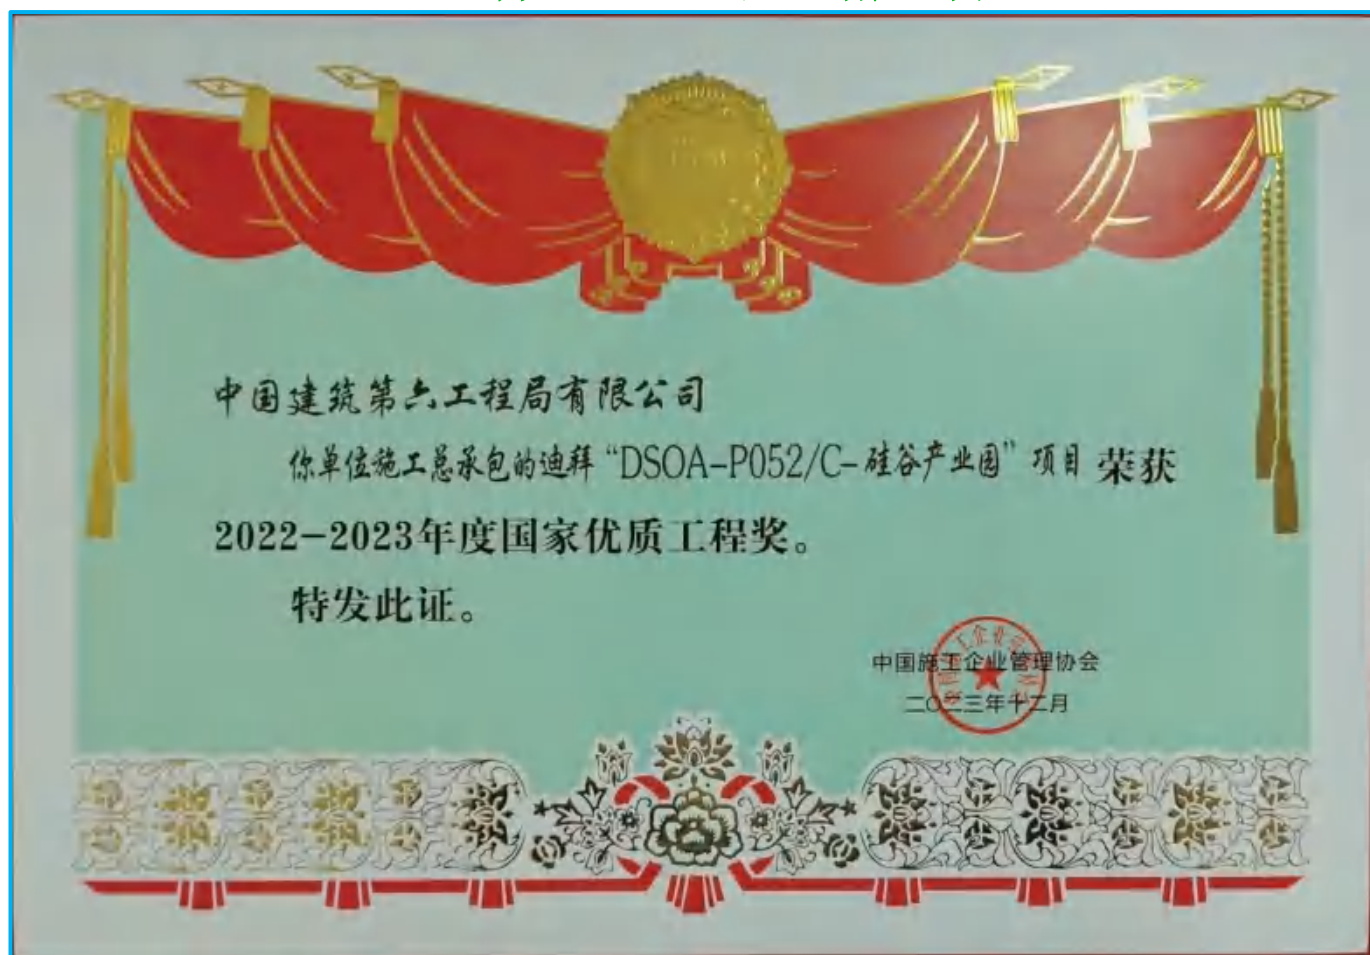 中国建筑第六工程局有限公司
你单位施工总承包的迪拜“DSOA-P052/C-硅谷产业园”项目荣获
2022-2023年度国家优质工程奖。
特发此证。
中国施工企业管理协会
二〇二三年十二月